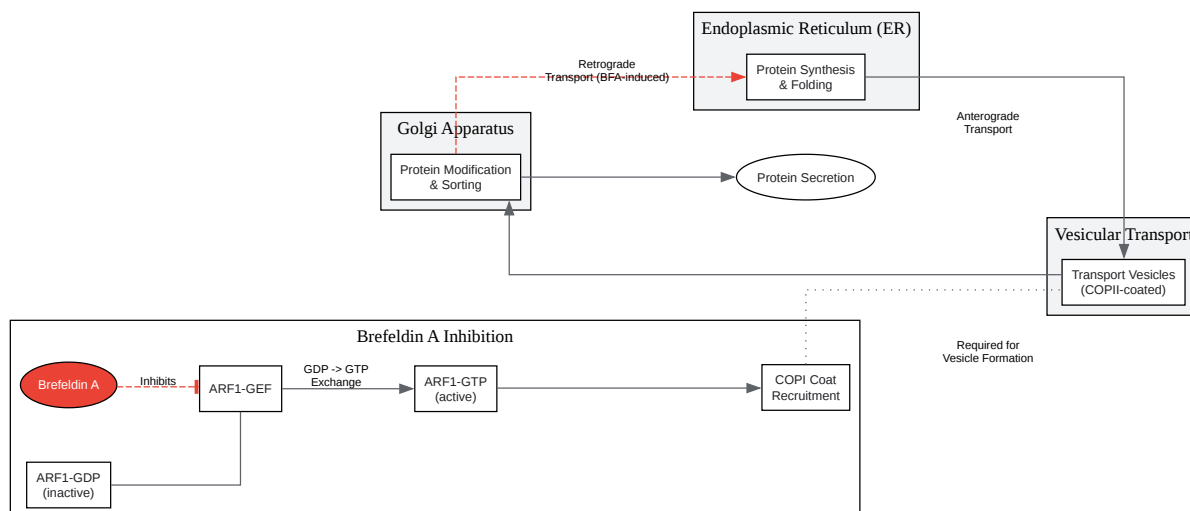 Endoplasmic Reticulum (ER)
Retrograde
Transport (BFA-induced)
Protein Synthesis
& Folding
Anterograde
Transport
Golgi Apparatus
Protein Modification
& Sorting
Protein Secretion
Vesicular Transport
Transport Vesicles
(COPII-coated)
Required for
Vesicle Formation
Brefeldin A Inhibition
Brefeldin A
Inhibits
ARF1-GEF
GDP -> GTP
Exchange
ARF1-GTP
(active)
COPI Coat
Recruitment
ARF1-GDP
(inactive)